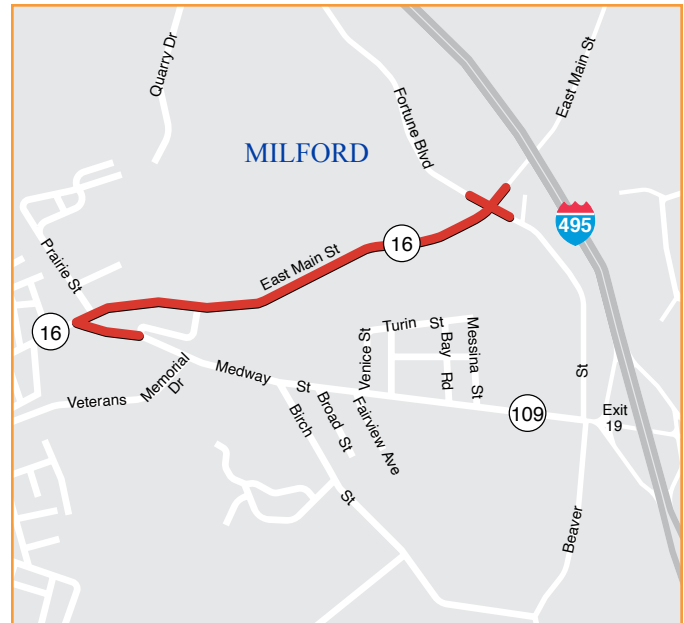 Quarry Dr
East Main St
Fortune Blvd
MILFORD
495
16
East Main St
Prairie St
16
Turin St
Messina St
Bay Rd
Venice St
Memorial Dr
Veterans
Medway St
St
Broad St
Fairview Ave
Birch St
109
Exit
19
Beaver